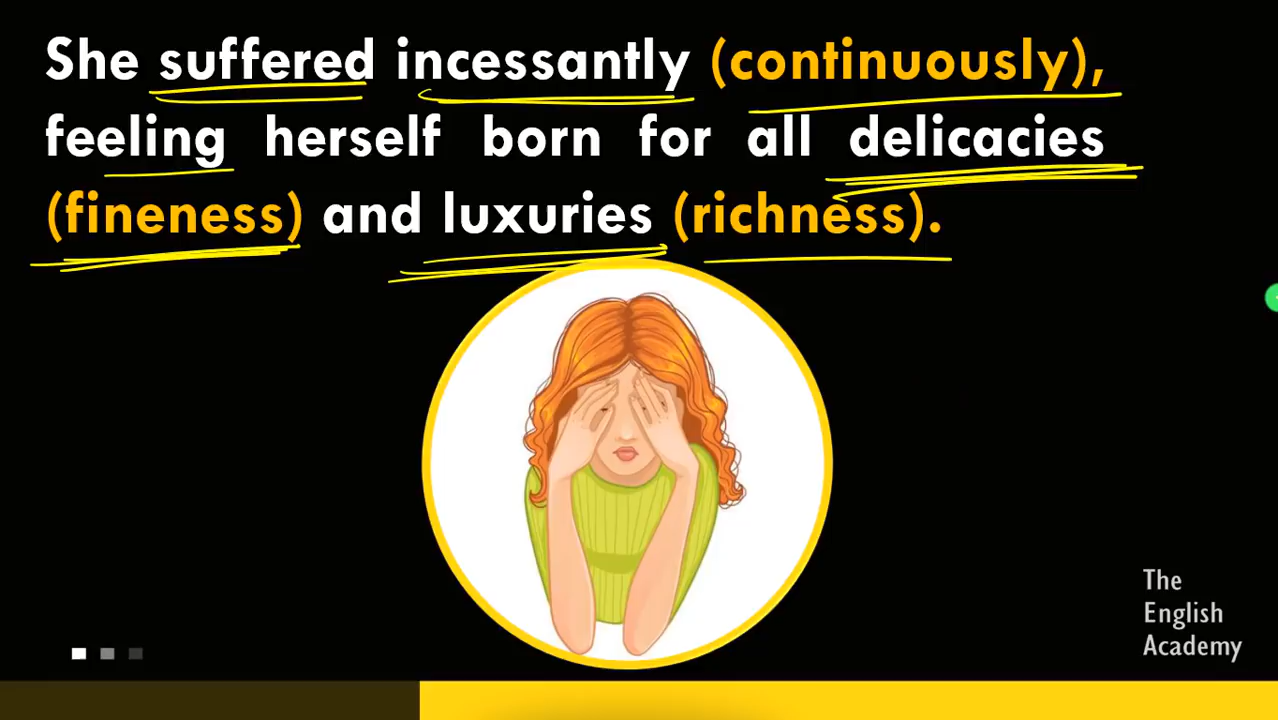 She suffered incessantly (continuously),
feeling herself born for all delicacies
(fineness) and luxuries (richness).
The
English
Academy